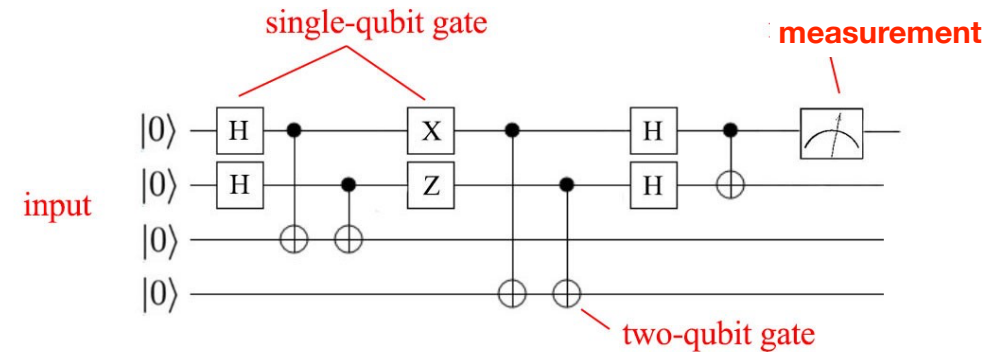 single-qubit gate
measurement
|0⟩ H X H
|0⟩ H Z H
input
|0⟩
|0⟩
two-qubit gate